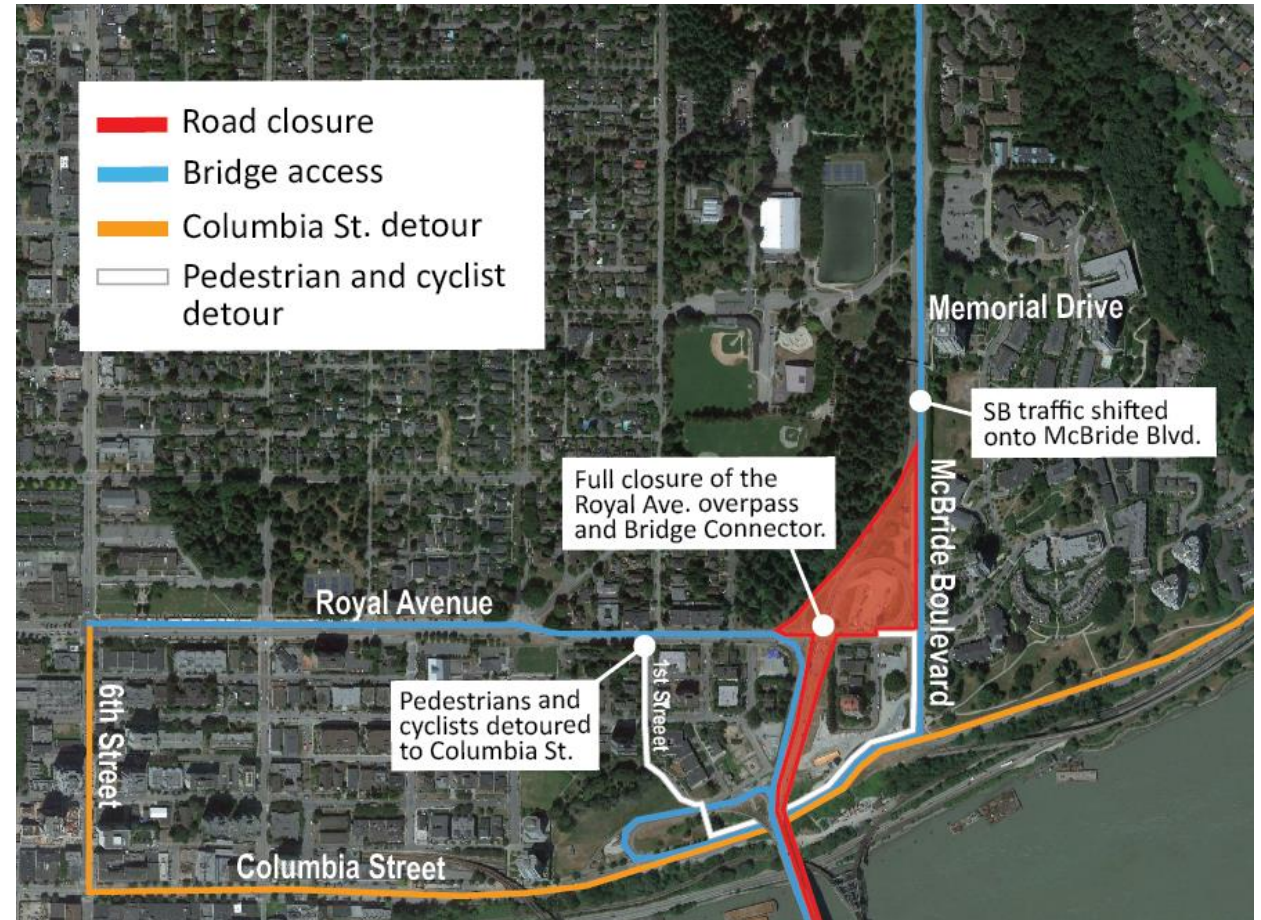 Road closure
Bridge access
Columbia St. detour
Pedestrian and cyclist
detour
Memorial Drive
SB traffic shifted
onto McBride Blvd.
Full closure of the
Royal Ave. overpass
and Bridge Connector.
McBride Boulevard
Royal Avenue
Pedestrians and
cyclists detoured
to Columbia St.
1st Street
6th Street
Columbia Street